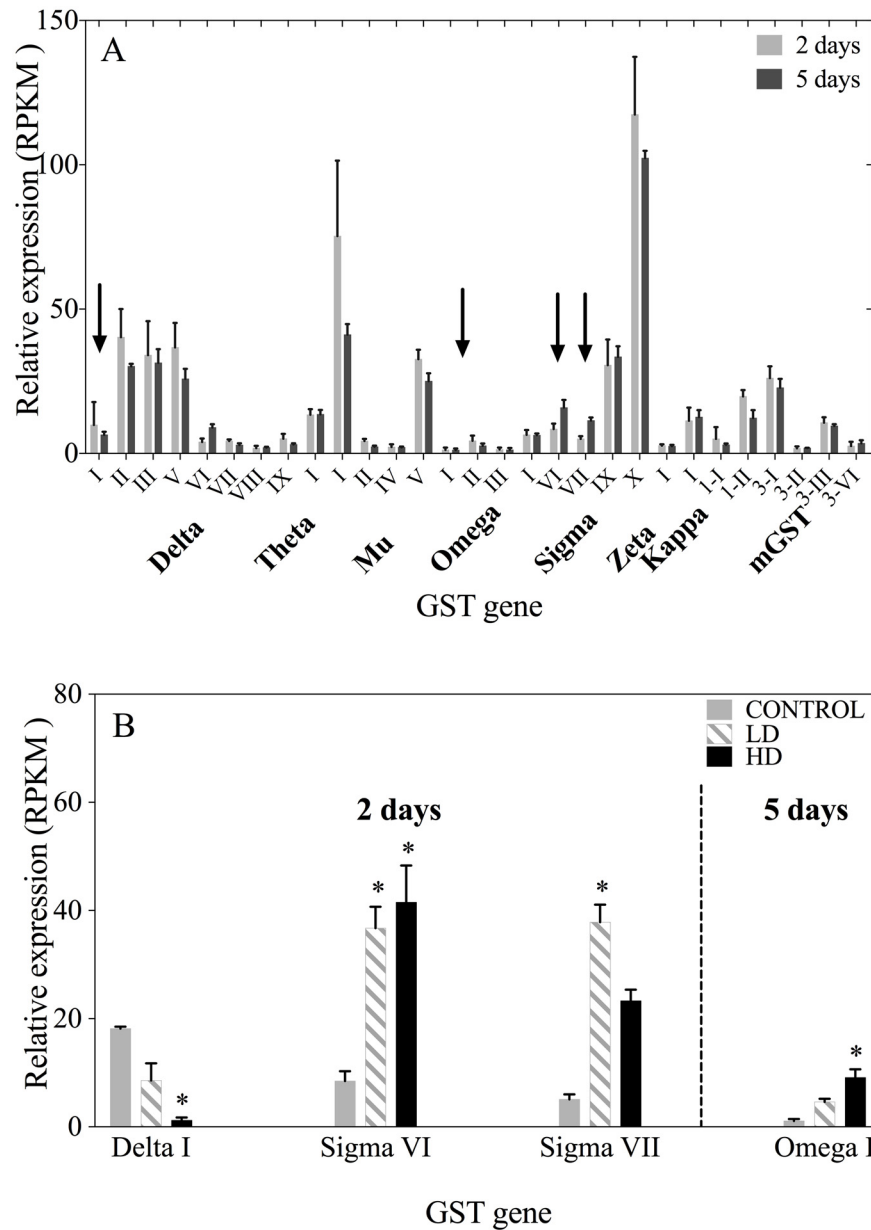 150
A
2 days
5 days
100
50
0
Relative expression (RPKM )
I II III V VI VII VIII IX I I II IV V I II III I VI VII IX X I I 1-I 1-II 3-I 3-II 3-III 3-VI
Delta Theta Mu Omega Sigma Zeta Kappa mGST
GST gene
80
B
CONTROL
LD
HD
60
2 days
5 days
40
20
0
Relative expression (RPKM )
* * * * *
Delta I Sigma VI Sigma VII Omega I
GST gene